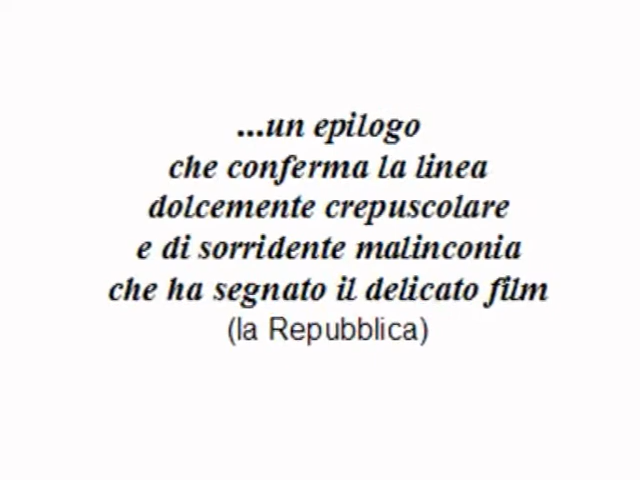 ...un epilogo
che conferma la linea
dolcemente crepuscolare
e di sorridente malinconia
che ha segnato il delicato film
(la Repubblica)